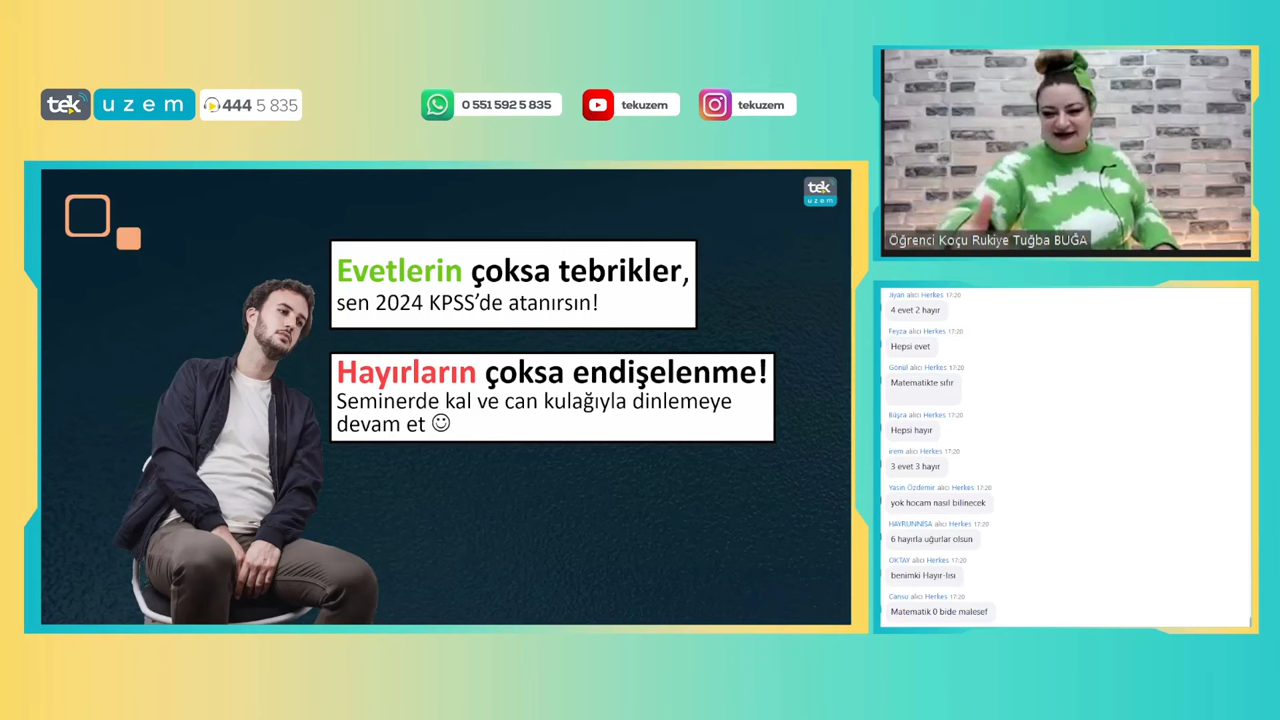 tek uzem 444 5 835
0 551 592 5 835
tekuzem
tekuzem
tek
uzem
Evetlerin çoksa tebrikler,
sen 2024 KPSS'de atanırsın!
Hayırların çoksa endişelenme!
Seminerde kal ve can kulağıyla dinlemeye
devam et ☺
Öğrenci Koçu Rukiye Tuğba BUĞA
Jiyan alıcı Herkes 17:20
4 evet 2 hayır
Feyza alıcı Herkes 17:20
Hepsi evet
Gönül alıcı Herkes 17:20
Matematikte sıfır
Büşra alıcı Herkes 17:20
Hepsi hayır
irem alıcı Herkes 17:20
3 evet 3 hayır
Yasin Özdemir alıcı Herkes 17:20
yok hocam nasıl bilinecek
HAYRUNNİSA alıcı Herkes 17:20
6 hayırla uğurlar olsun
OKTAY alıcı Herkes 17:20
benimki Hayır-lısı
Cansu alıcı Herkes 17:20
Matematik 0 bide malesef